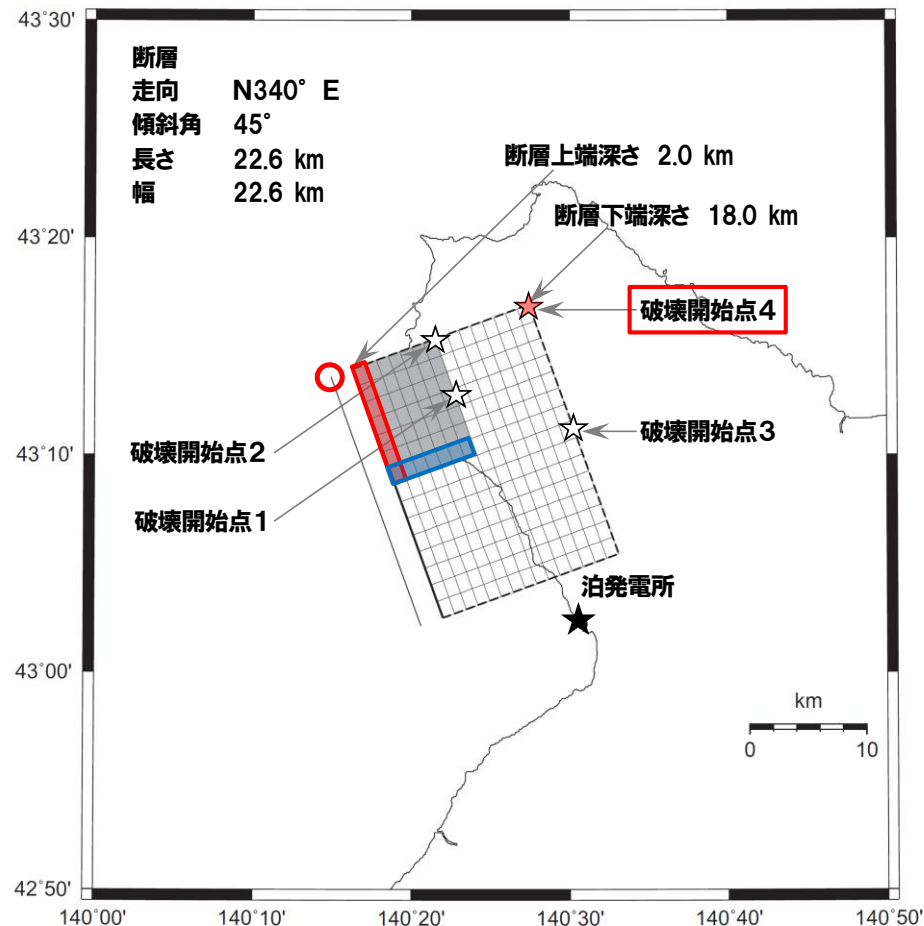 43°30'
断層
走向 N340° E
傾斜角 45°
長さ 22.6 km
幅 22.6 km
断層上端深さ 2.0 km
断層下端深さ 18.0 km
43°20'
破壊開始点4
破壊開始点2
破壊開始点3
43°10'
破壊開始点1
泊発電所
43°00'
km
0 10
42°50'
140°00' 140°10' 140°20' 140°30' 140°40' 140°50'